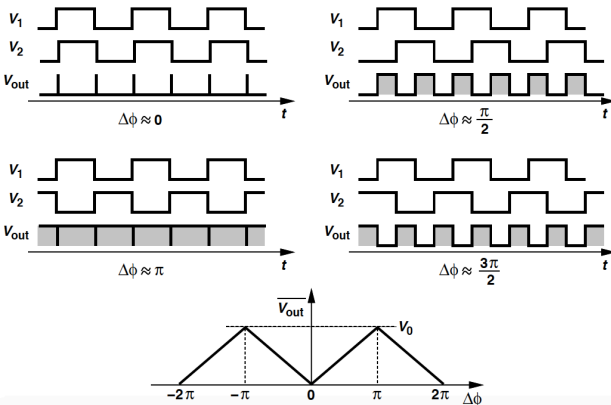 V1
V2
Vout
t
Δϕ ≈ 0
V1
V2
Vout
t
Δϕ ≈ π/2
V1
V2
Vout
t
Δϕ ≈ π
V1
V2
Vout
t
Δϕ ≈ 3π/2
Vout
V0
−2π −π 0 π 2π Δϕ